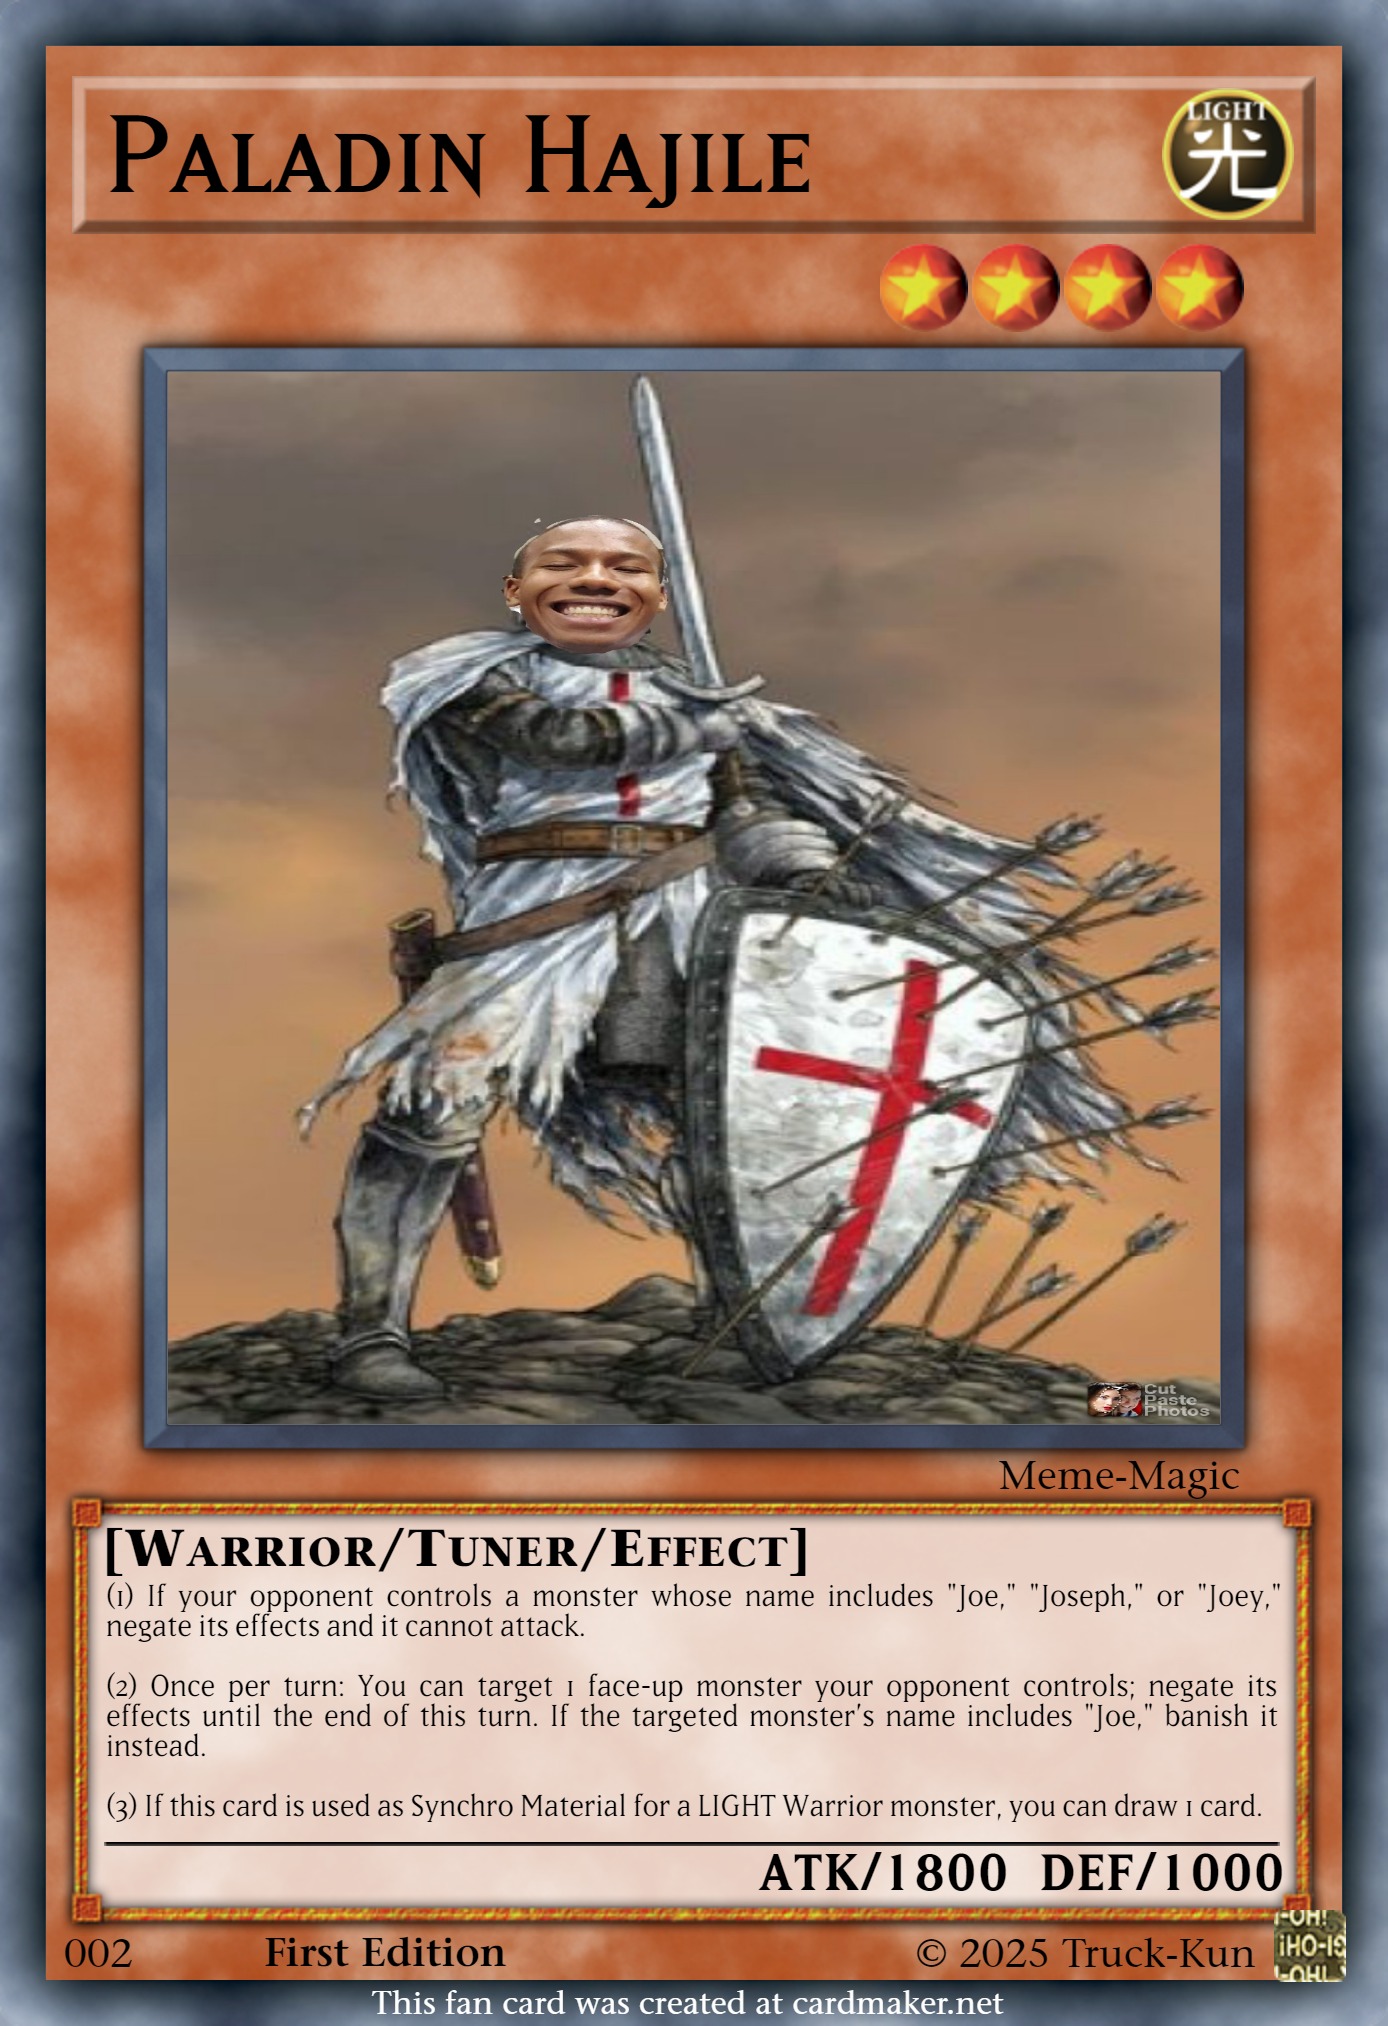 Paladin Hajile
LIGHT
光
Cut
Paste
Photos
Meme-Magic
[Warrior/Tuner/Effect]
(1) If your opponent controls a monster whose name includes "Joe," "Joseph," or "Joey,"
negate its effects and it cannot attack.
(2) Once per turn: You can target 1 face-up monster your opponent controls; negate its
effects until the end of this turn. If the targeted monster's name includes "Joe," banish it
instead.
(3) If this card is used as Synchro Material for a LIGHT Warrior monster, you can draw 1 card.
ATK/1800 DEF/1000
002 First Edition © 2025 Truck-Kun
This fan card was created at cardmaker.net